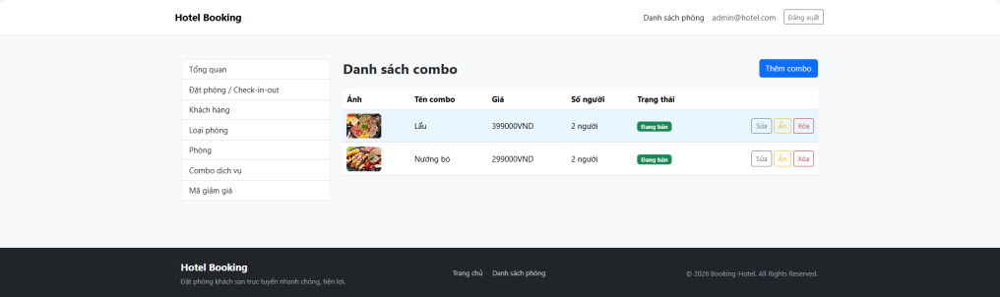 Hotel Booking
Danh sách phòng admin@hotel.com Đăng xuất
Tổng quan
Đặt phòng / Check-in-out
Khách hàng
Loại phòng
Phòng
Combo dịch vụ
Mã giảm giá
Danh sách combo
Thêm combo
Ảnh Tên combo Giá Số người Trạng thái
Lẩu 399000VND 2 người Đang bán Sửa Ẩn Xóa
Nướng bò 299000VND 2 người Đang bán Sửa Ẩn Xóa
Hotel Booking
Đặt phòng khách sạn trực tuyến nhanh chóng, tiện lợi.
Trang chủ Danh sách phòng
© 2026 Booking-Hotel. All Rights Reserved.